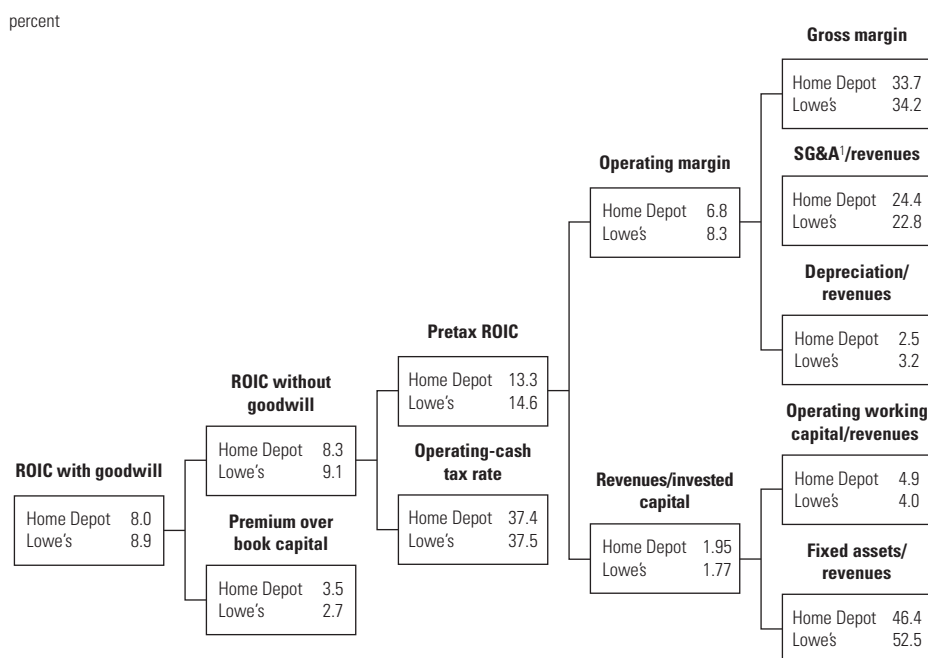 percent
Gross margin
Home Depot 33.7
Lowe's 34.2
SG&A¹/revenues
Home Depot 24.4
Lowe's 22.8
Depreciation/
revenues
Home Depot 2.5
Lowe's 3.2
Operating margin
Home Depot 6.8
Lowe's 8.3
Pretax ROIC
Home Depot 13.3
Lowe's 14.6
ROIC without
goodwill
Home Depot 8.3
Lowe's 9.1
ROIC with goodwill
Home Depot 8.0
Lowe's 8.9
Premium over
book capital
Home Depot 3.5
Lowe's 2.7
Operating-cash
tax rate
Home Depot 37.4
Lowe's 37.5
Revenues/invested
capital
Home Depot 1.95
Lowe's 1.77
Operating working
capital/revenues
Home Depot 4.9
Lowe's 4.0
Fixed assets/
revenues
Home Depot 46.4
Lowe's 52.5